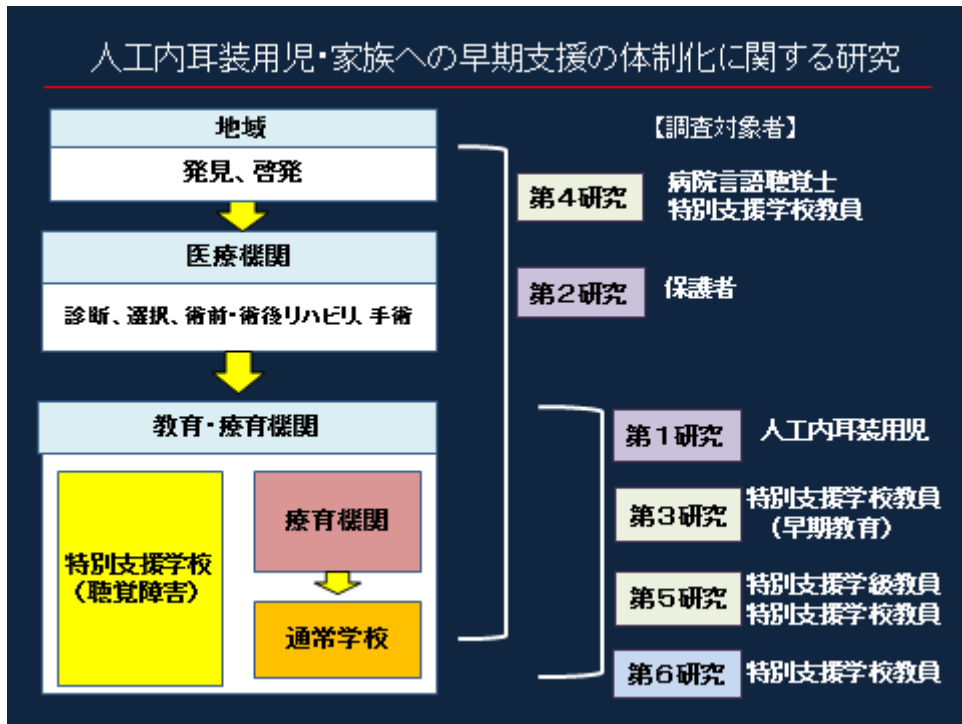 人工内耳装用児・家族への早期支援の体制化に関する研究
地域
発見、啓発
医療機関
診断、選択、術前・術後リハビリ、手術
教育・療育機関
特別支援学校
（聴覚障害）
療育機関
通常学校
【調査対象者】
第4研究
病院言語聴覚士
特別支援学校教員
第2研究
保護者
第1研究
人工内耳装用児
第3研究
特別支援学校教員
（早期教育）
第5研究
特別支援学級教員
特別支援学校教員
第6研究
特別支援学校教員